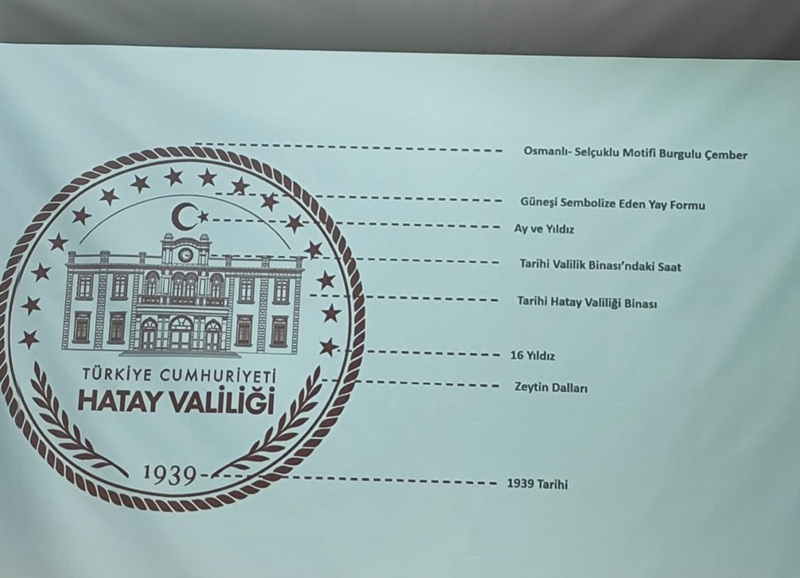 Osmanlı- Selçuklu Motifi Burgulu Çember
Güneşi Sembolize Eden Yay Formu
Ay ve Yıldız
Tarihi Valilik Binası'ndaki Saat
Tarihi Hatay Valiliği Binası
16 Yıldız
Zeytin Dalları
1939 Tarihi
TÜRKİYE CUMHURİYETİ
HATAY VALİLİĞİ
1939